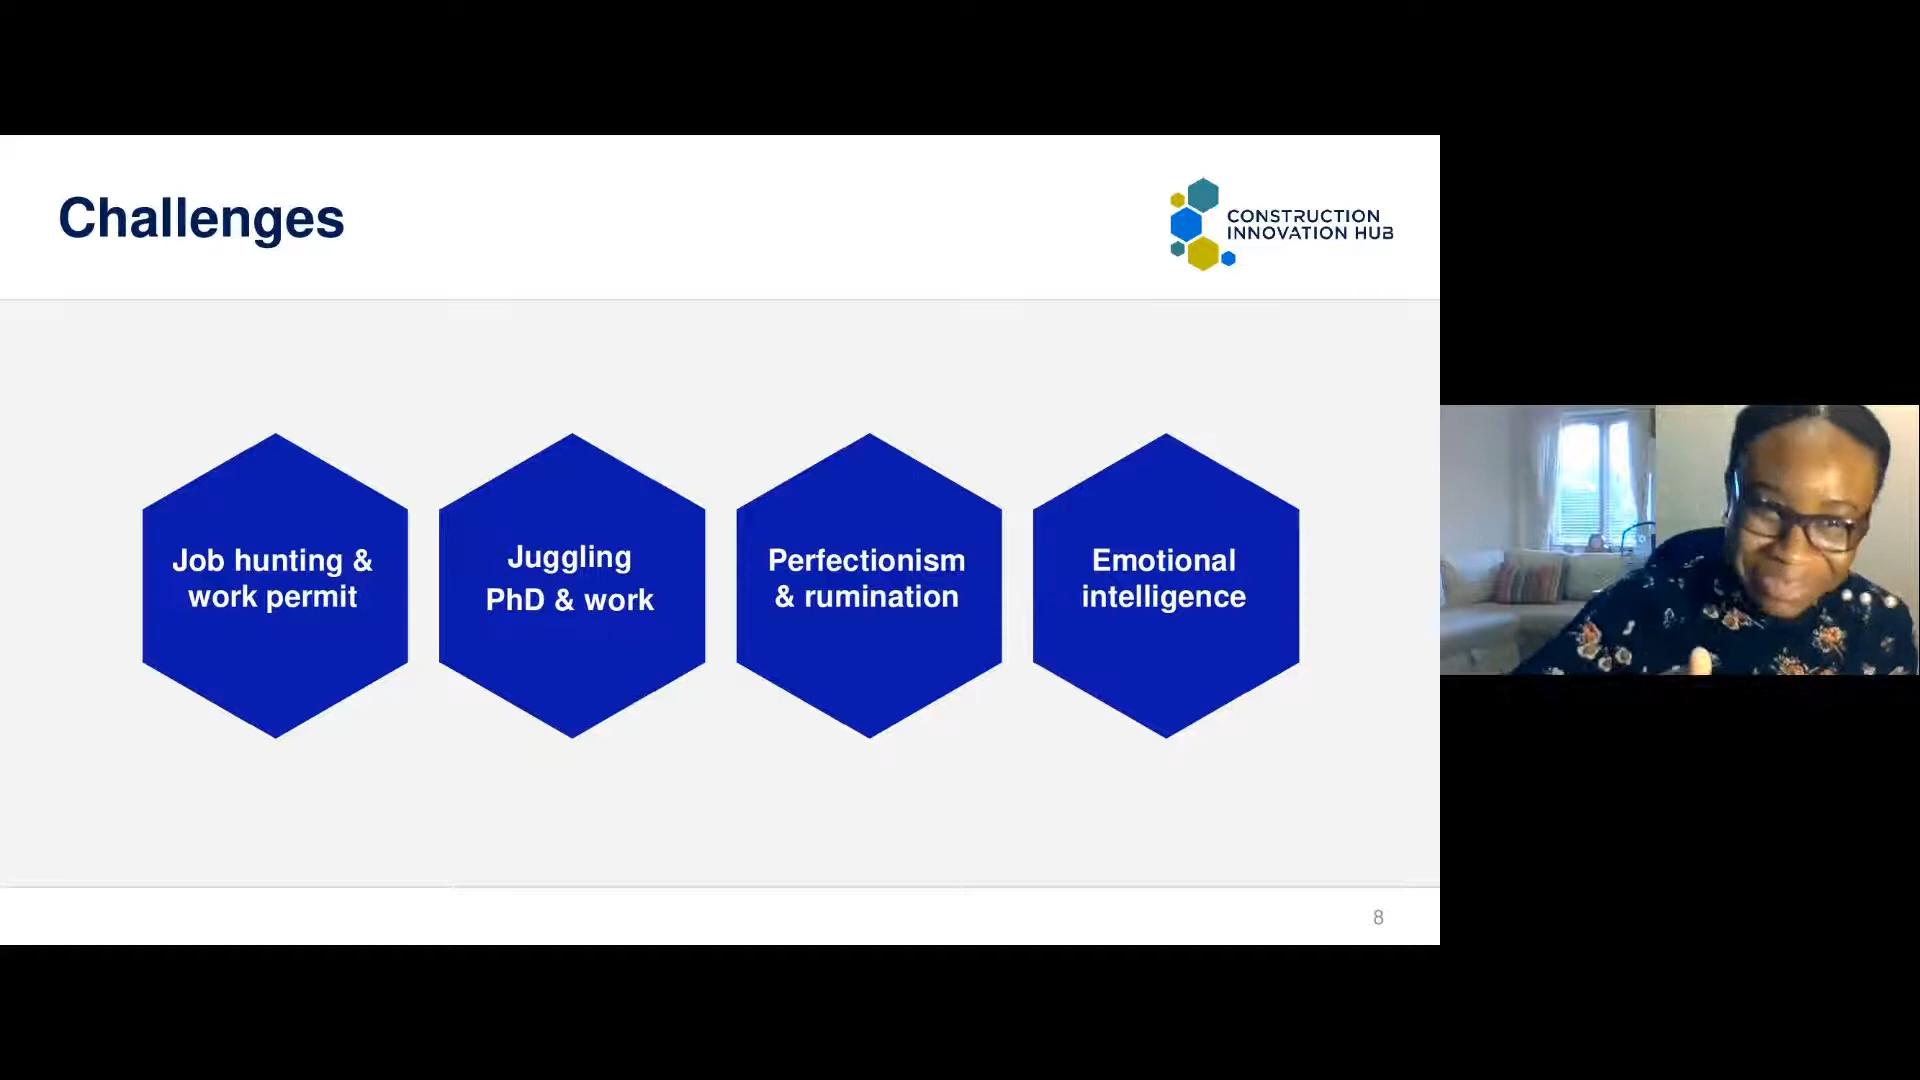 Challenges
CONSTRUCTION
INNOVATION HUB
Job hunting &
work permit
Juggling
PhD & work
Perfectionism
& rumination
Emotional
intelligence
8